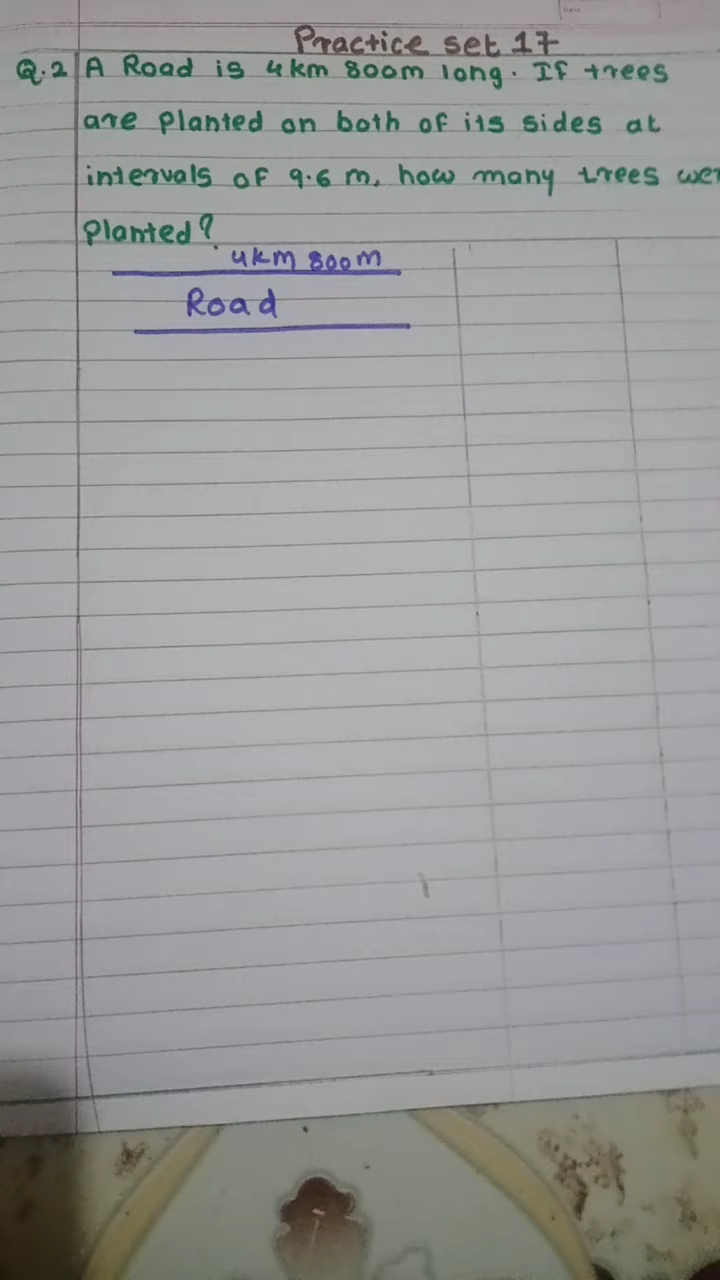 Practice set 17
Q.2 A Road is 4km 800m long. If trees
are planted on both of its sides at
intervals of 9.6 m, how many trees wer
planted?
4km 800m
Road